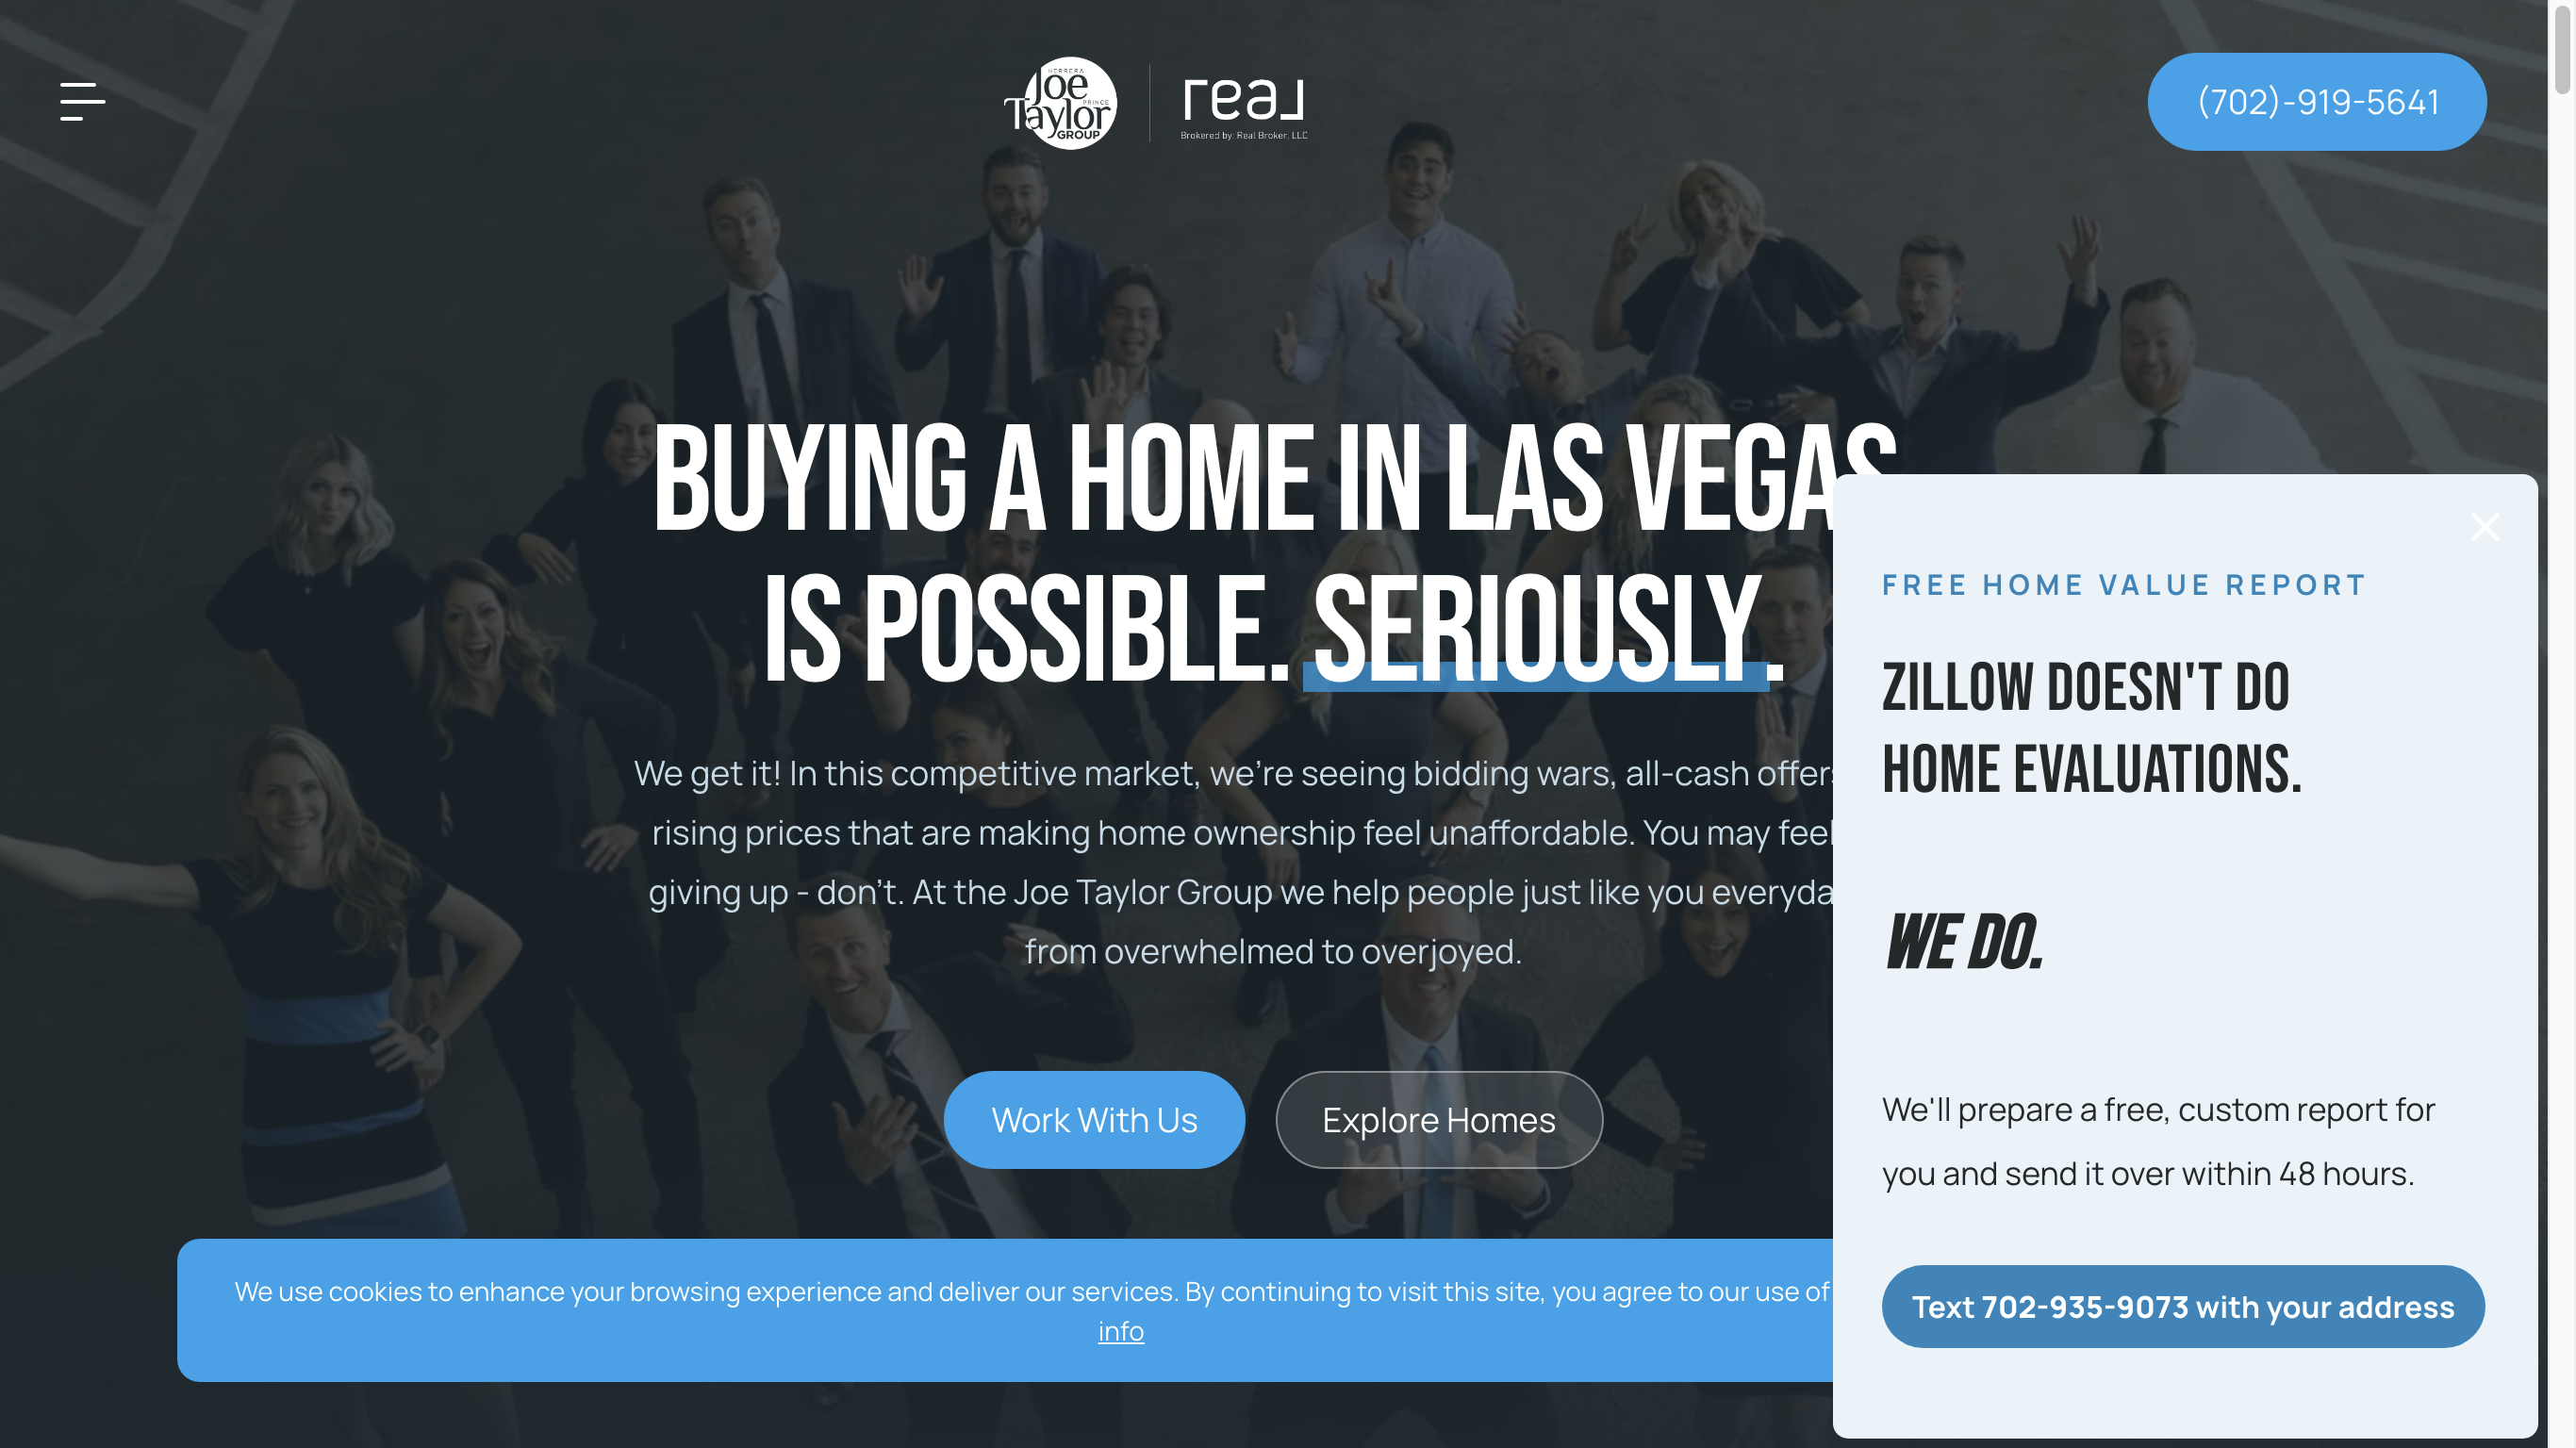 HERRERA
Joe
PRINCE
Taylor
GROUP
real
Brokered by: Real Broker, LLC
(702)-919-5641
BUYING A HOME IN LAS VEGAS
IS POSSIBLE. SERIOUSLY.
We get it! In this competitive market, we're seeing bidding wars, all-cash offers
rising prices that are making home ownership feel unaffordable. You may feel
giving up - don't. At the Joe Taylor Group we help people just like you everyda
from overwhelmed to overjoyed.
Work With Us
Explore Homes
We use cookies to enhance your browsing experience and deliver our services. By continuing to visit this site, you agree to our use of
info
FREE HOME VALUE REPORT
ZILLOW DOESN'T DO
HOME EVALUATIONS.
WE DO.
We'll prepare a free, custom report for
you and send it over within 48 hours.
Text 702-935-9073 with your address